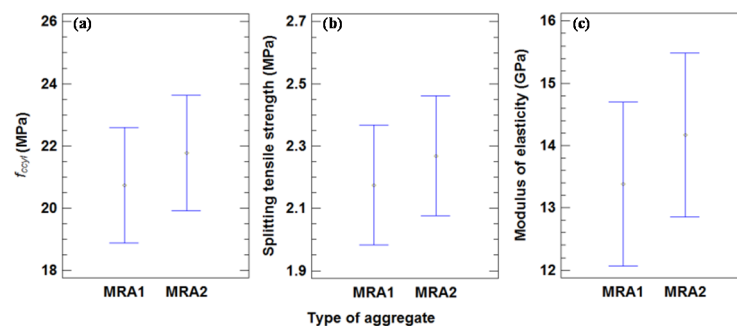 (a)
26
24
22
20
18
f_ccyl (MPa)
MRA1 MRA2
(b)
2.7
2.5
2.3
2.1
1.9
Splitting tensile strength (MPa)
MRA1 MRA2
(c)
16
15
14
13
12
Modulus of elasticity (GPa)
MRA1 MRA2
Type of aggregate